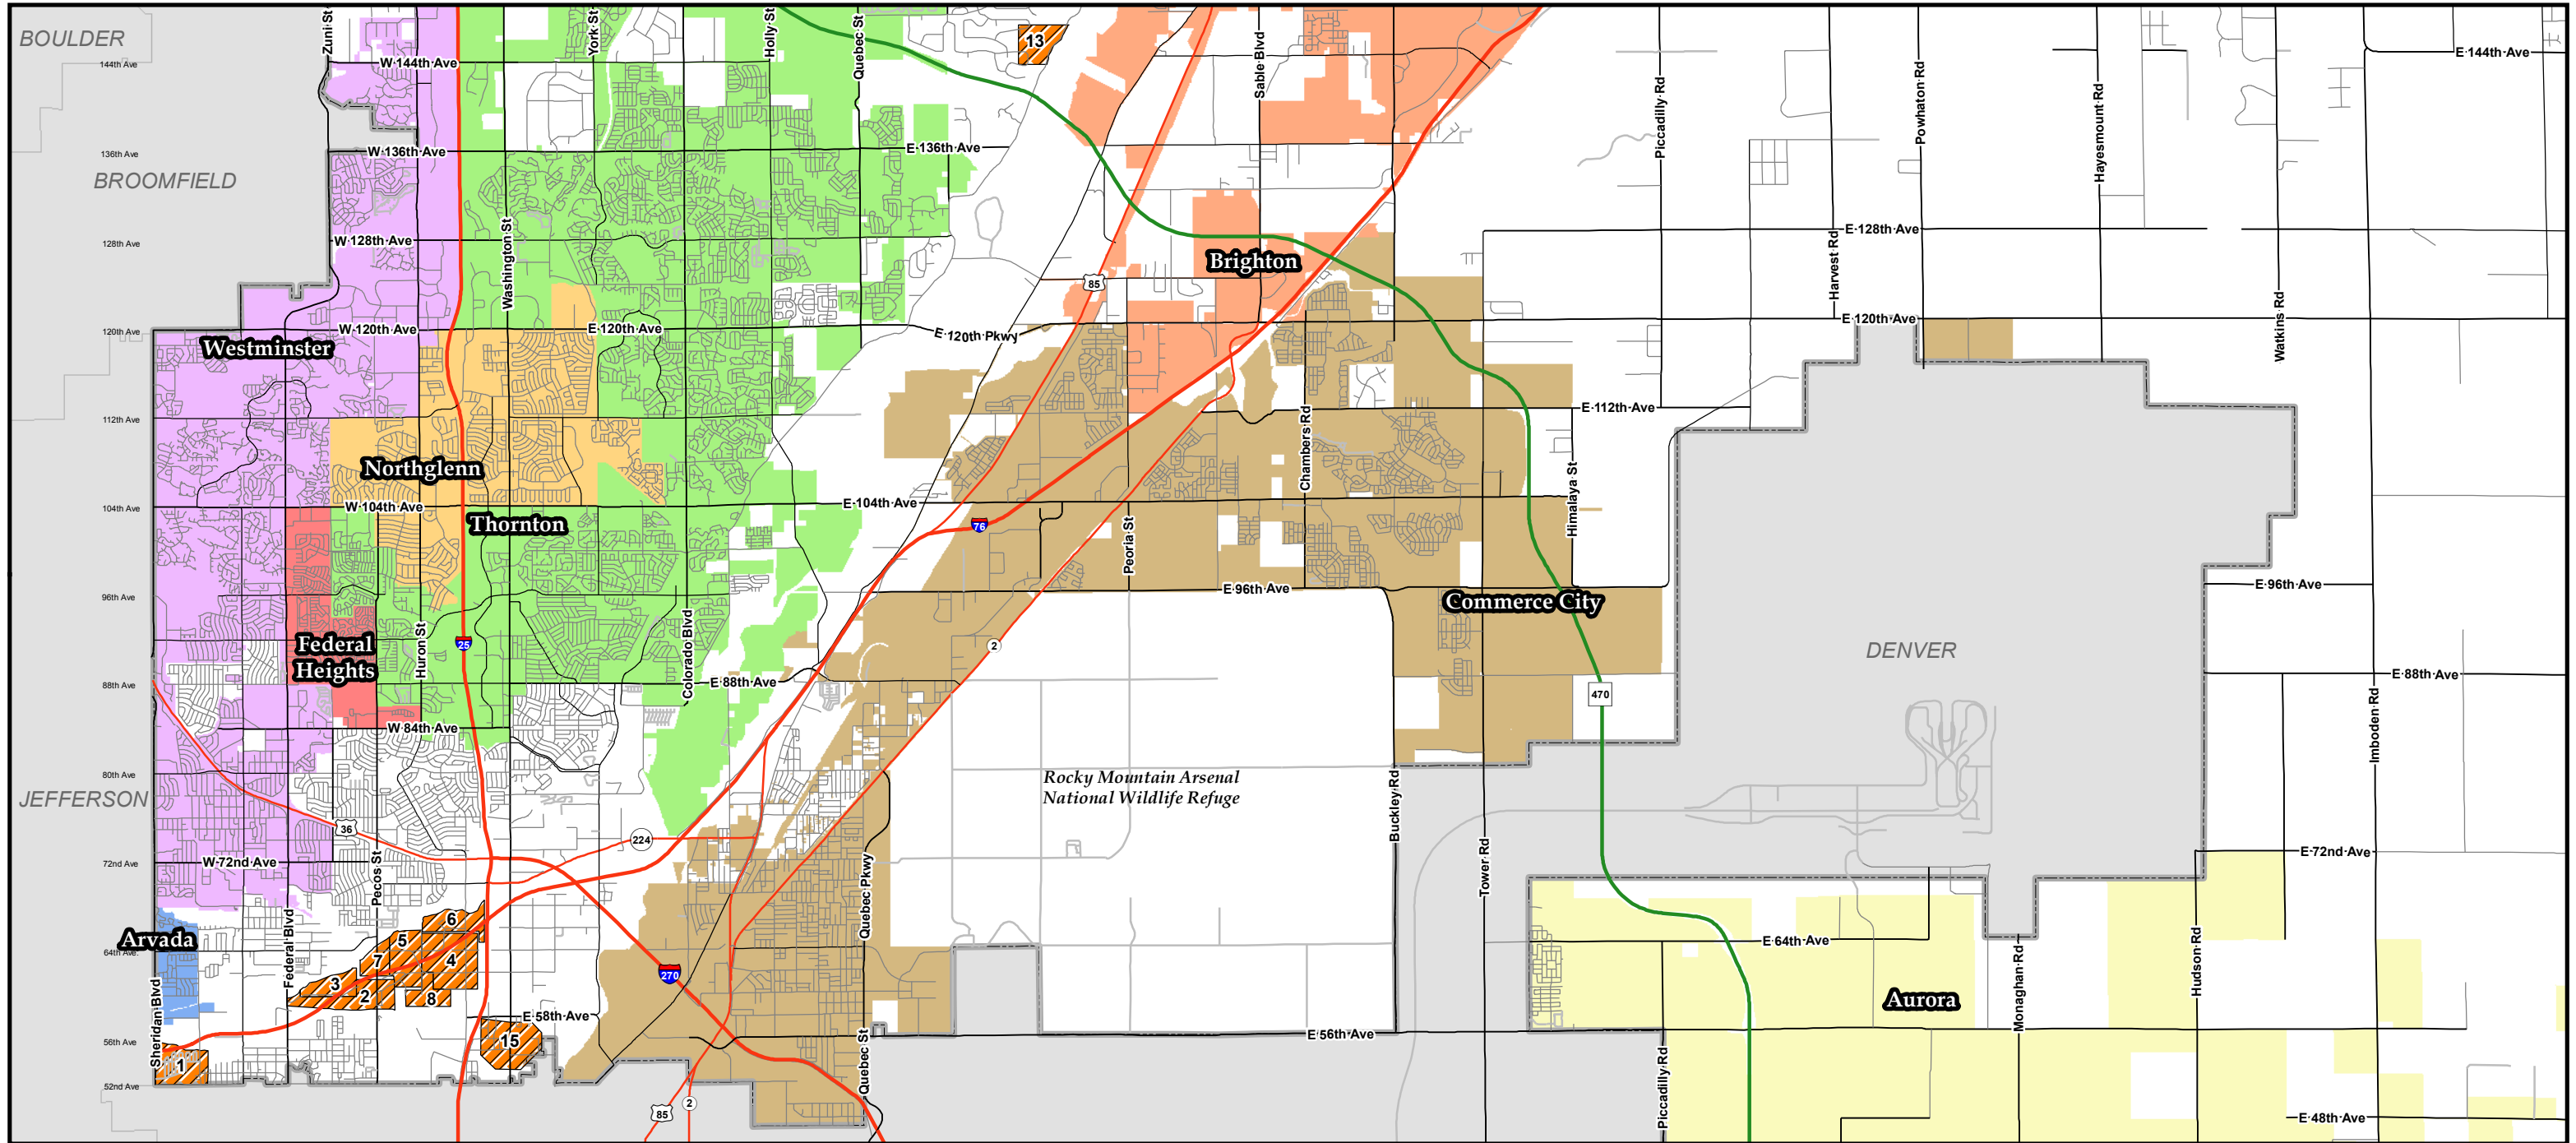 BOULDER
Zuni St
York St
Holly St
Quebec St
13
Sable Blvd
E 144th Ave
144th Ave
W 144th Ave
Piccadilly Rd
Powhaton Rd
Hayesmount Rd
136th Ave
W 136th Ave
E 136th Ave
BROOMFIELD
128th Ave
W 128th Ave
Washington St
E 128th Ave
Harvest Rd
Brighton
85
Watkins Rd
120th Ave
W 120th Ave
E 120th Ave
E 120th Pkwy
E 120th Ave
Westminster
112th Ave
E 112th Ave
Chambers Rd
Himalaya St
Northglenn
104th Ave
W 104th Ave
E 104th Ave
Thornton
76
Peoria St
96th Ave
E 96th Ave
E 96th Ave
Commerce City
Federal
Heights
Huron St
25
Colorado Blvd
2
DENVER
88th Ave
E 88th Ave
E 88th Ave
470
W 84th Ave
Imboden Rd
80th Ave
Rocky Mountain Arsenal
National Wildlife Refuge
JEFFERSON
Buckley Rd
36
224
Tower Rd
72nd Ave
W 72nd Ave
Pecos St
Quebec Pkwy
E 72nd Ave
Arvada
6
5
64th Ave.
E 64th Ave
Federal Blvd
7
4
3
2
8
270
Monaghan Rd
Hudson Rd
Aurora
Sheridan Blvd
E 58th Ave
56th Ave
15
E 56th Ave
1
Quebec St
Piccadilly Rd
52nd Ave
85
2
E 48th Ave